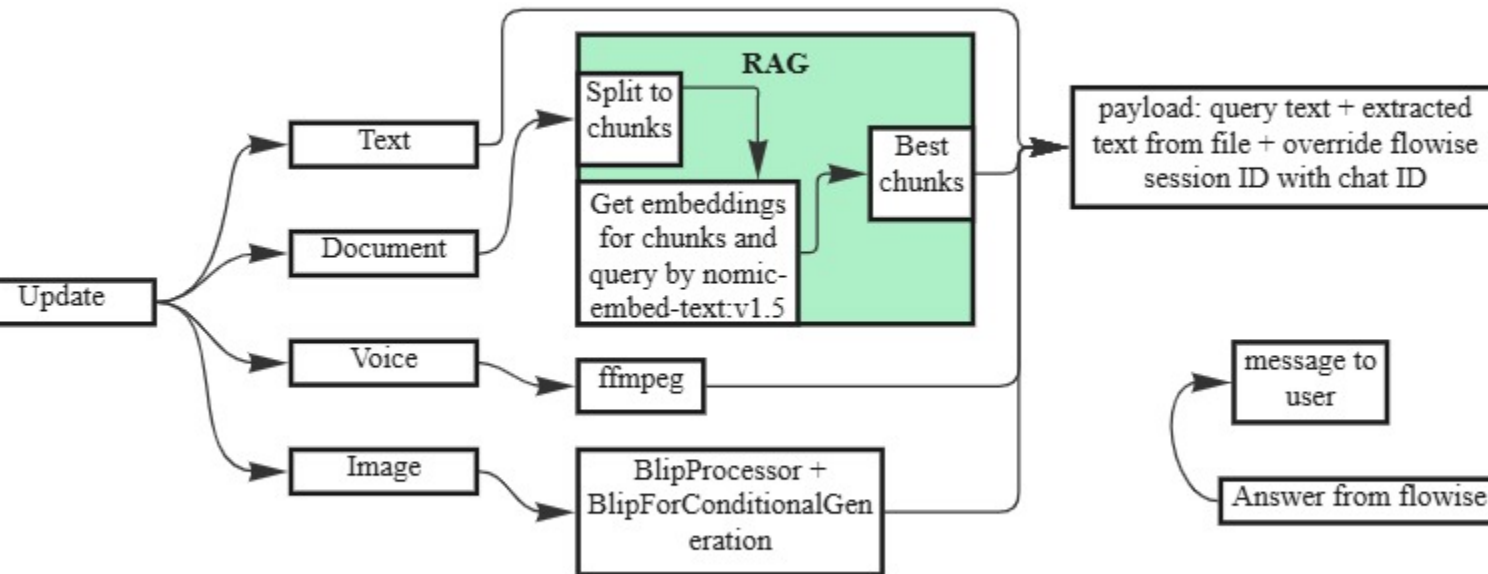 Update
Text
Document
Voice
Image
RAG
Split to
chunks
Get embeddings
for chunks and
query by nomic-
embed-text:v1.5
Best
chunks
ffmpeg
BlipProcessor +
BlipForConditionalGen
eration
payload: query text + extracted
text from file + override flowise
session ID with chat ID
message to
user
Answer from flowise